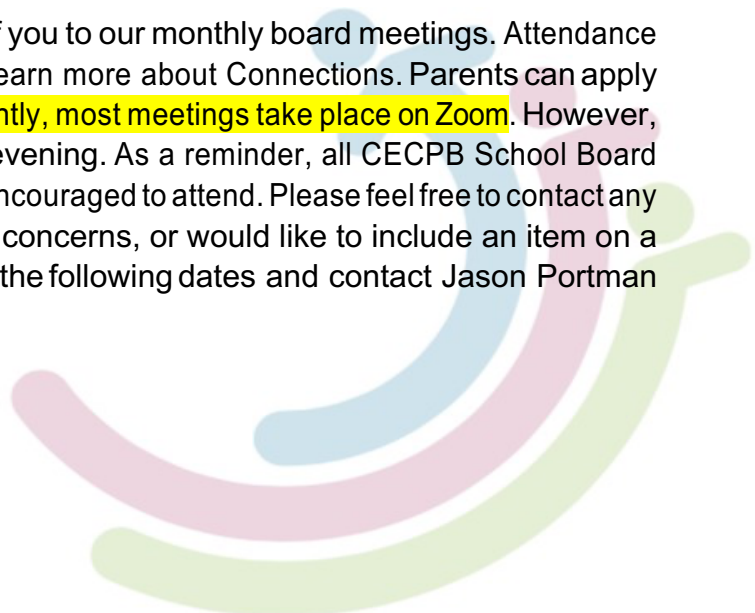 you to our monthly board meetings. Attendance
earn more about Connections. Parents can apply
ntly, most meetings take place on Zoom. However,
evening. As a reminder, all CECPB School Board
ncouraged to attend. Please feel free to contact any
concerns, or would like to include an item on a
the following dates and contact Jason Portman